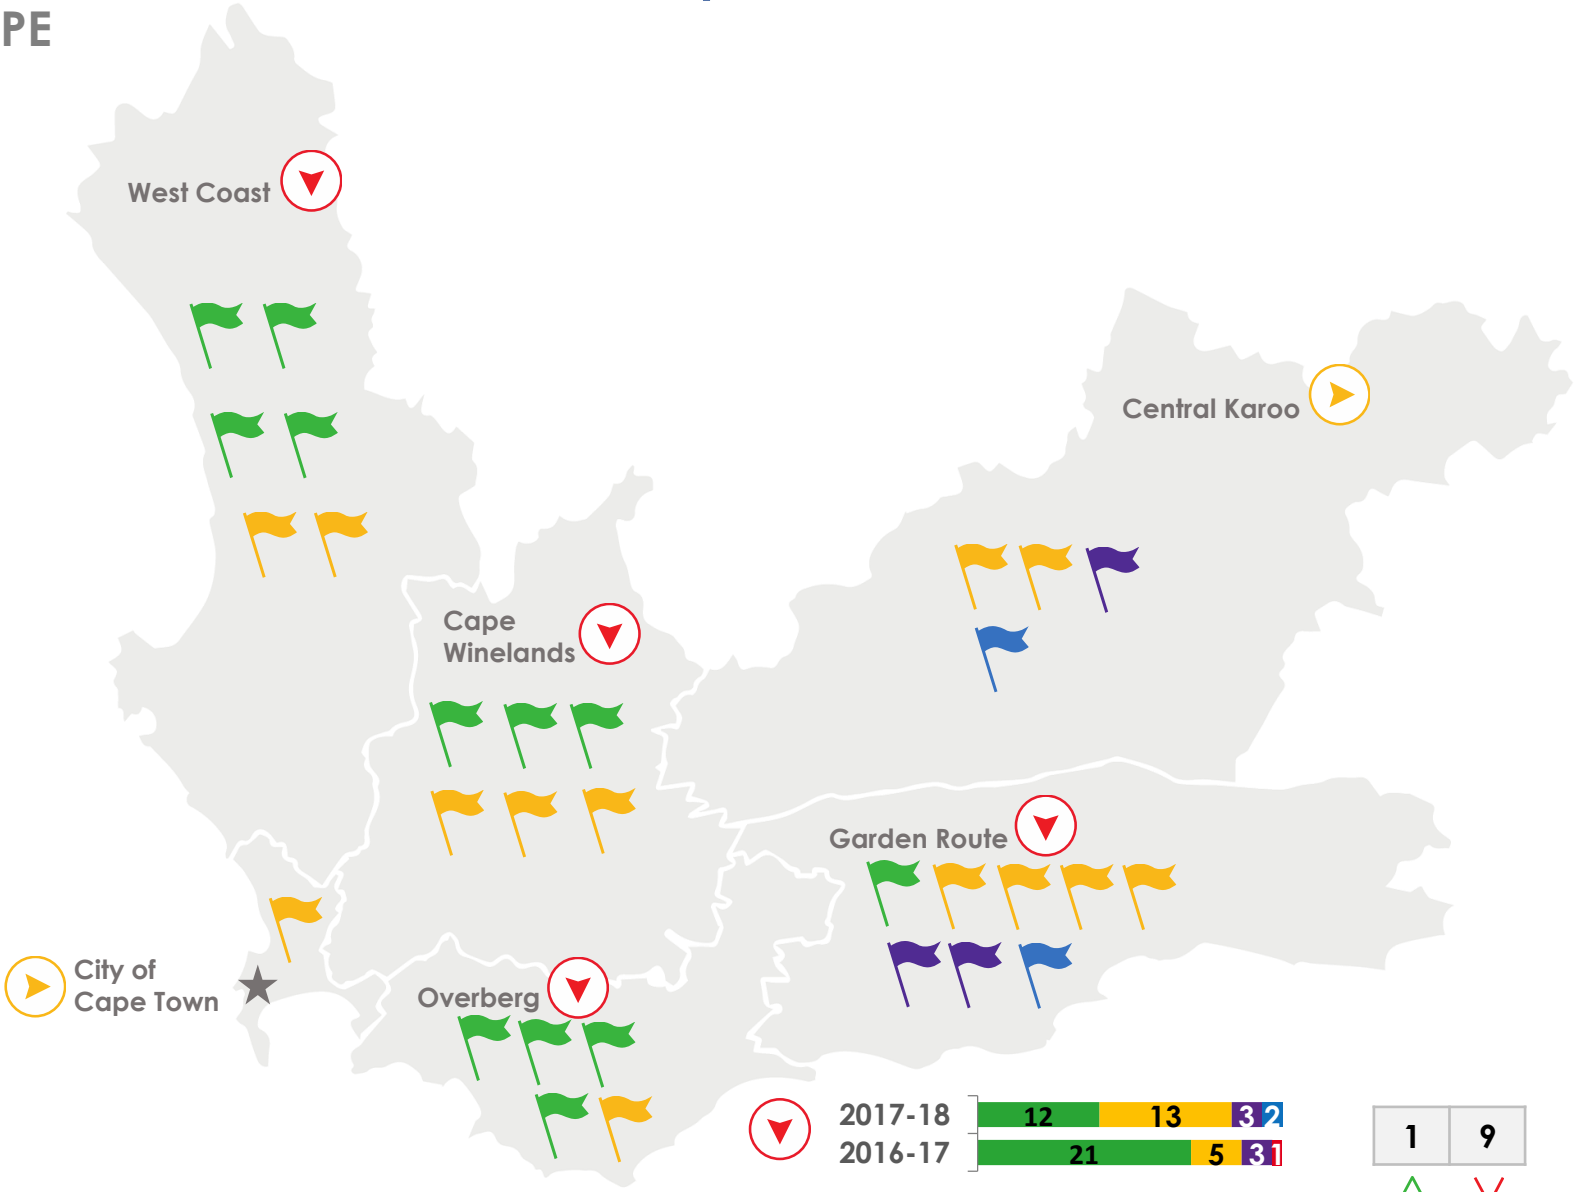 PE
West Coast
Central Karoo
Cape
Winelands
Garden Route
City of
Cape Town
Overberg
2017-18 12 13 3 2
2016-17 21 5 3 1
1 9